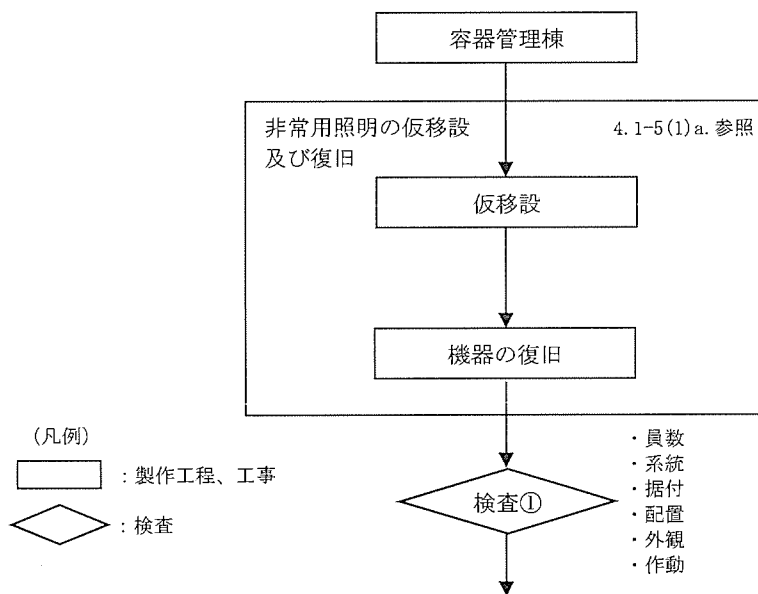 容器管理棟
非常用照明の仮移設
及び復旧
4.1-5(1)a.参照
仮移設
機器の復旧
(凡例)
：製作工程、工事
：検査
検査①
・員数
・系統
・据付
・配置
・外観
・作動